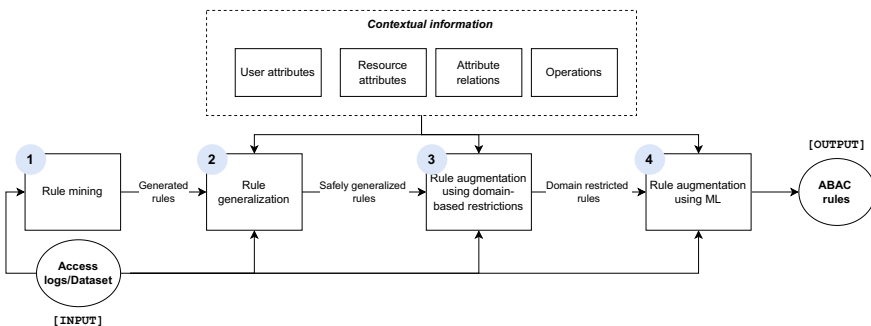 Contextual information
User attributes
Resource
attributes
Attribute
relations
Operations
1
Rule mining
Generated
rules
2
Rule
generalization
Safely generalized
rules
3
Rule augmentation
using domain-
based restrictions
Domain restricted
rules
4
Rule augmentation
using ML
[OUTPUT]
ABAC
rules
Access
logs/Dataset
[INPUT]